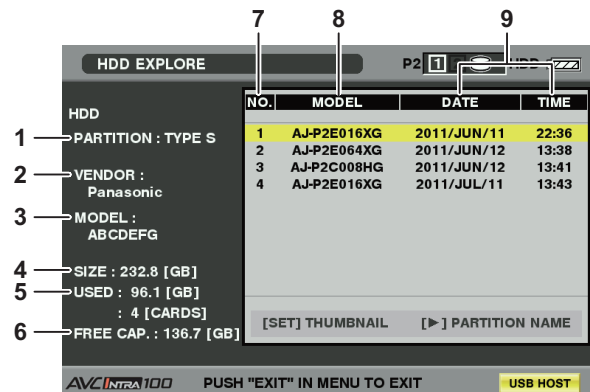 7 8 9
HDD EXPLORE P2 1 HDD
HDD
NO. MODEL DATE TIME
1 PARTITION : TYPE S
2 VENDOR :
Panasonic
3 MODEL :
ABCDEFG
4 SIZE : 232.8 [GB]
5 USED : 96.1 [GB]
: 4 [CARDS]
6 FREE CAP. : 136.7 [GB]
1 AJ-P2E016XG 2011/JUN/11 22:36
2 AJ-P2E064XG 2011/JUN/12 13:38
3 AJ-P2C008HG 2011/JUN/12 13:41
4 AJ-P2E016XG 2011/JUL/11 13:43
[SET] THUMBNAIL [►] PARTITION NAME
AVC INTRA 100 PUSH "EXIT" IN MENU TO EXIT USB HOST